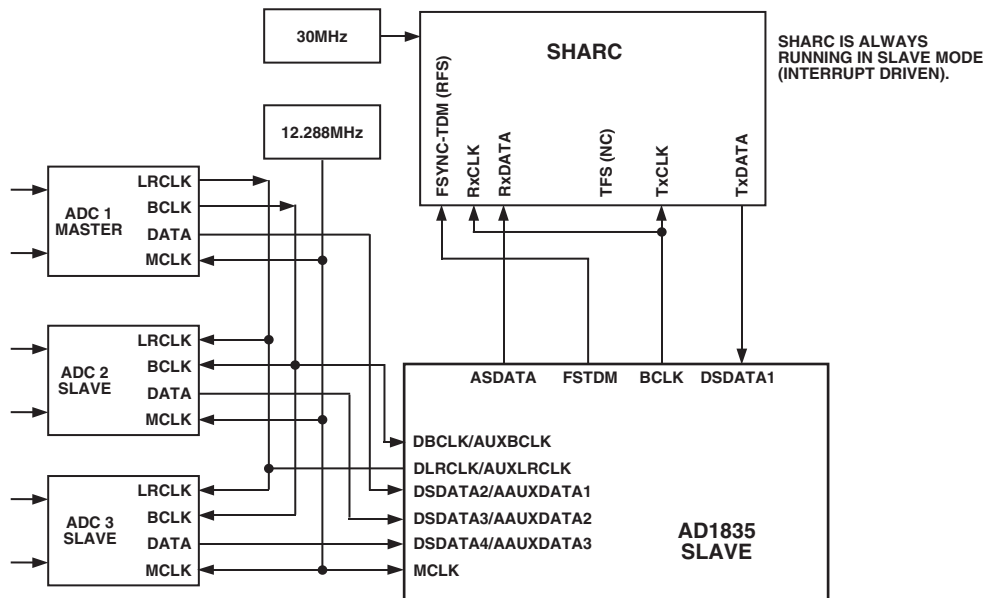 30MHz
SHARC
SHARC IS ALWAYS
RUNNING IN SLAVE MODE
(INTERRUPT DRIVEN).
12.288MHz
FSYNC-TDM (RFS)
RxCLK
RxDATA
TFS (NC)
TxCLK
TxDATA
ADC 1
MASTER
LRCLK
BCLK
DATA
MCLK
ADC 2
SLAVE
LRCLK
BCLK
DATA
MCLK
ADC 3
SLAVE
LRCLK
BCLK
DATA
MCLK
ASDATA
FSTDM
BCLK
DSDATA1
DBCLK/AUXBCLK
DLRCLK/AUXLRCLK
DSDATA2/AAUXDATA1
DSDATA3/AAUXDATA2
DSDATA4/AAUXDATA3
MCLK
AD1835
SLAVE